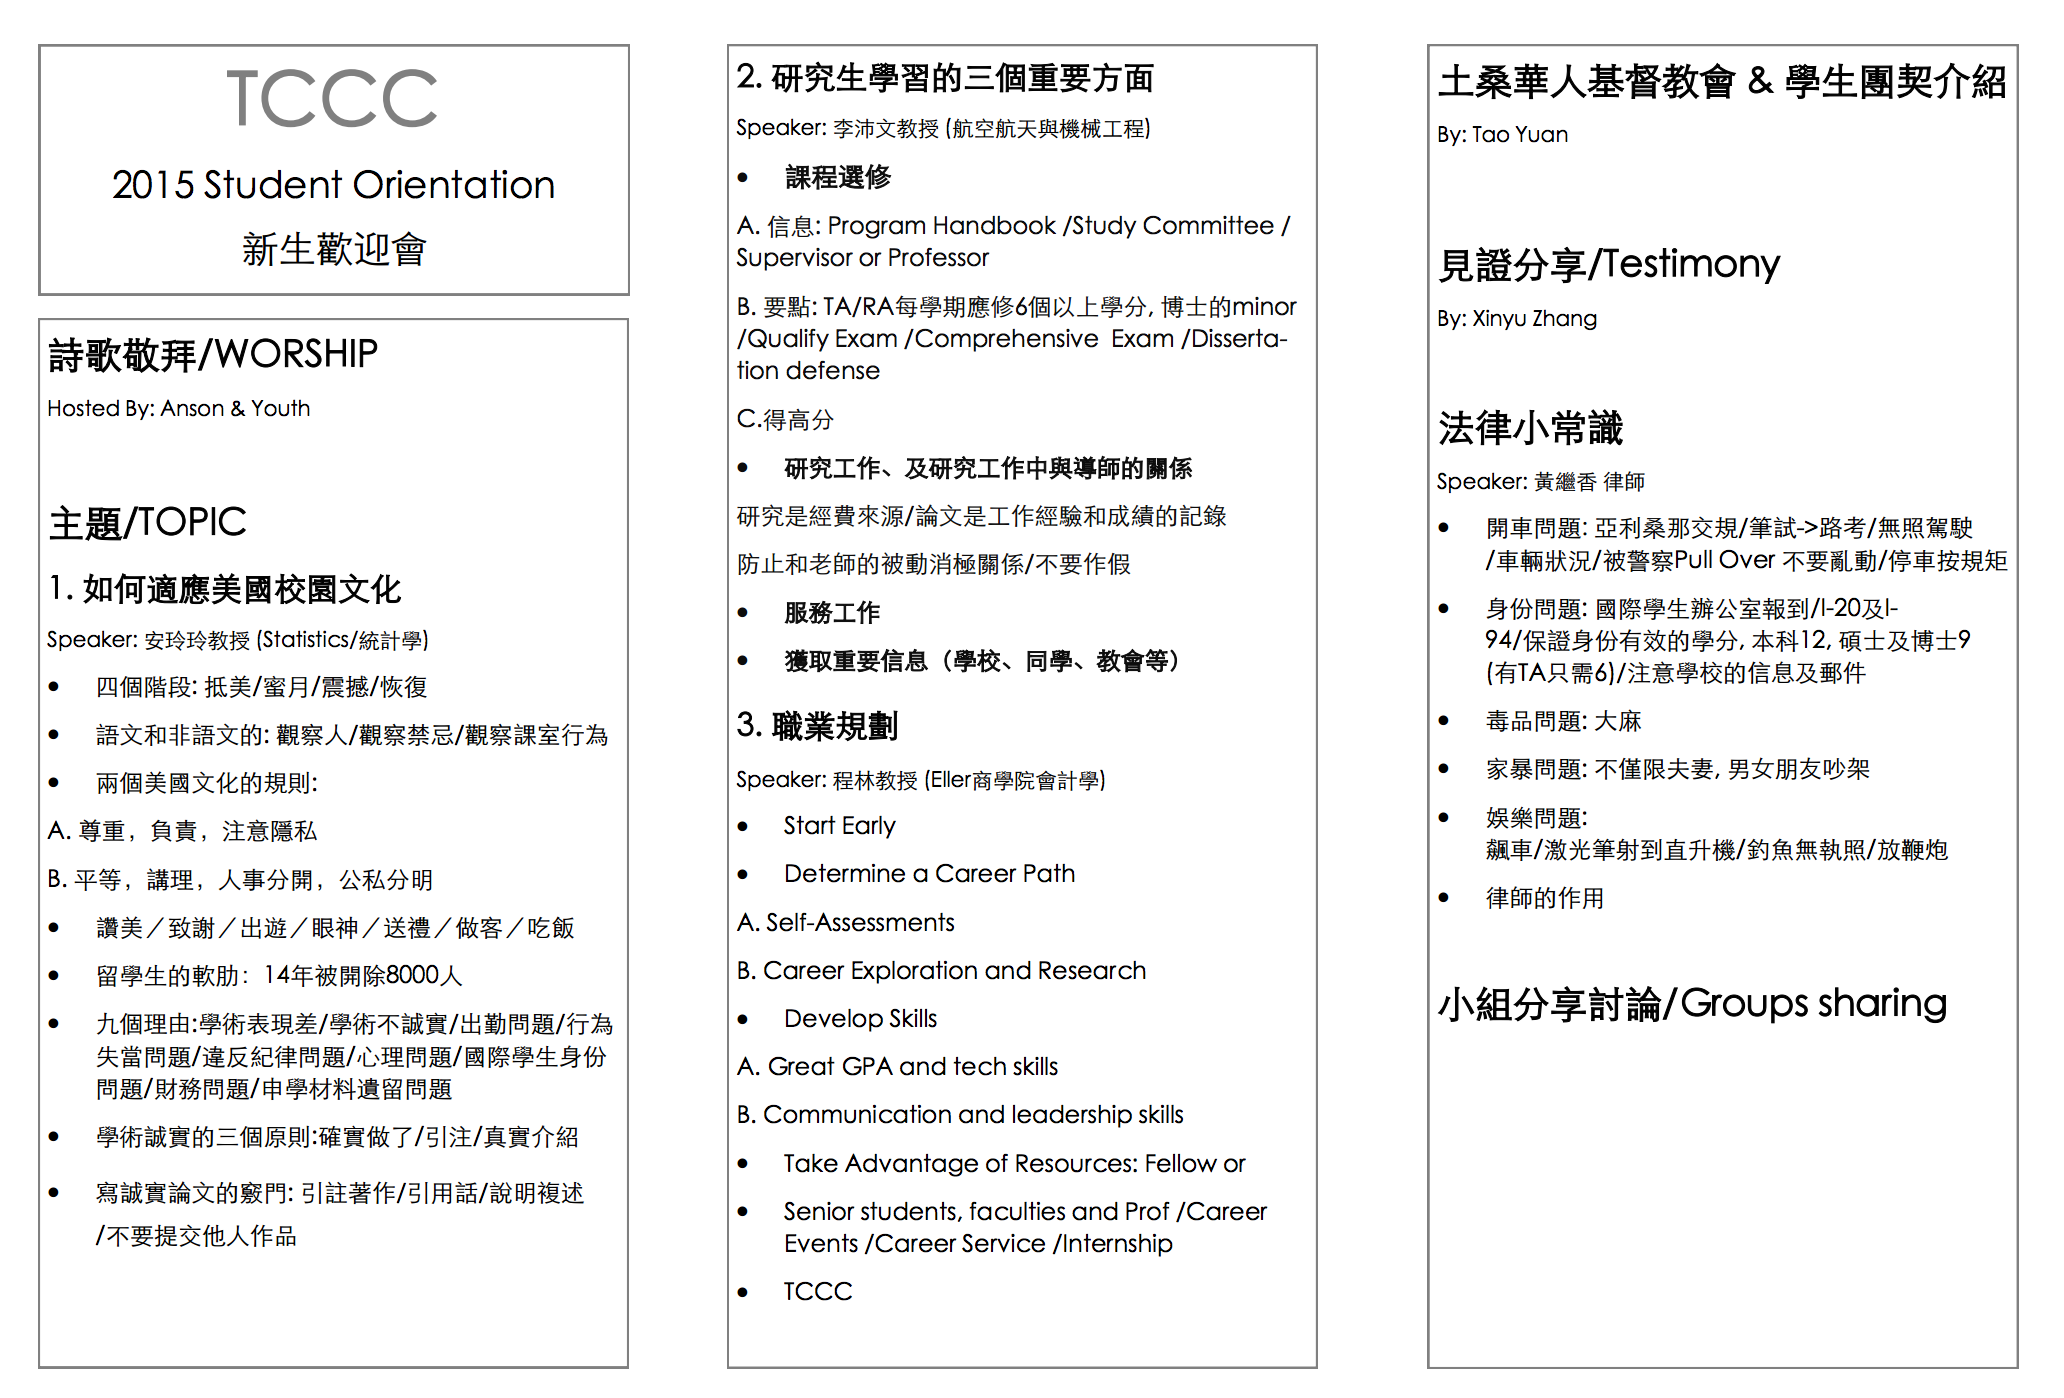 TCCC
2015 Student Orientation
新生歡迎會
詩歌敬拜/WORSHIP
Hosted By: Anson & Youth
主題/TOPIC
1. 如何適應美國校園文化
Speaker: 安玲玲教授 (Statistics/統計學)
• 四個階段: 抵美/蜜月/震撼/恢復
• 語文和非語文的: 觀察人/觀察禁忌/觀察課室行為
• 兩個美國文化的規則:
A. 尊重，負責，注意隱私
B. 平等，講理，人事分開，公私分明
• 讚美／致謝／出遊／眼神／送禮／做客／吃飯
• 留學生的軟肋：14年被開除8000人
• 九個理由:學術表現差/學術不誠實/出勤問題/行為
失當問題/違反紀律問題/心理問題/國際學生身份
問題/財務問題/申學材料遺留問題
• 學術誠實的三個原則:確實做了/引注/真實介紹
• 寫誠實論文的竅門: 引註著作/引用話/說明複述
/不要提交他人作品
2. 研究生學習的三個重要方面
Speaker: 李沛文教授 (航空航天與機械工程)
• 課程選修
A. 信息: Program Handbook /Study Committee /
Supervisor or Professor
B. 要點: TA/RA每學期應修6個以上學分, 博士的minor
/Qualify Exam /Comprehensive  Exam /Disserta-
tion defense
C.得高分
• 研究工作、及研究工作中與導師的關係
研究是經費來源/論文是工作經驗和成績的記錄
防止和老師的被動消極關係/不要作假
• 服務工作
• 獲取重要信息（學校、同學、教會等）
3. 職業規劃
Speaker: 程林教授 (Eller商學院會計學)
• Start Early
• Determine a Career Path
A. Self-Assessments
B. Career Exploration and Research
• Develop Skills
A. Great GPA and tech skills
B. Communication and leadership skills
• Take Advantage of Resources: Fellow or
• Senior students, faculties and Prof /Career
Events /Career Service /Internship
• TCCC
土桑華人基督教會 & 學生團契介紹
By: Tao Yuan
見證分享/Testimony
By: Xinyu Zhang
法律小常識
Speaker: 黃繼香 律師
• 開車問題: 亞利桑那交規/筆試->路考/無照駕駛
/車輛狀況/被警察Pull Over 不要亂動/停車按規矩
• 身份問題: 國際學生辦公室報到/I-20及I-
94/保證身份有效的學分, 本科12, 碩士及博士9
(有TA只需6)/注意學校的信息及郵件
• 毒品問題: 大麻
• 家暴問題: 不僅限夫妻, 男女朋友吵架
• 娛樂問題:
飆車/激光筆射到直升機/釣魚無執照/放鞭炮
• 律師的作用
小組分享討論/Groups sharing